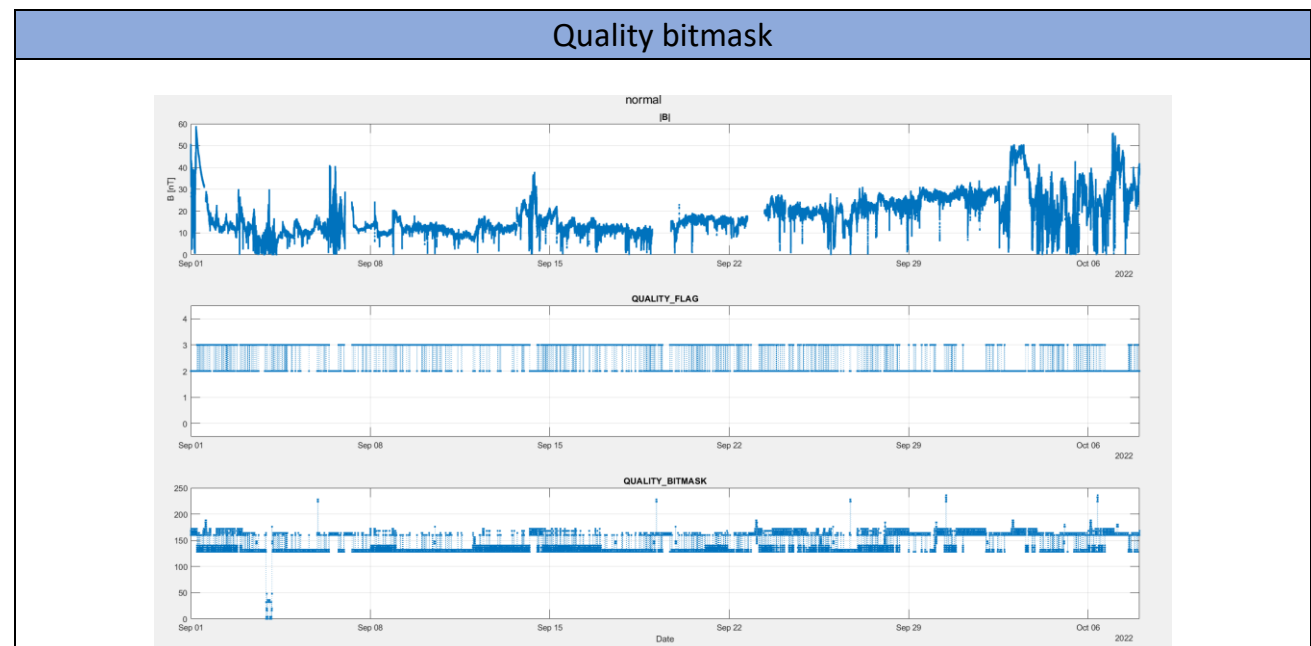 Quality bitmask
normal
|B|
60
50
40
30
20
10
0
B [nT]
Sep 01 Sep 08 Sep 15 Sep 22 Sep 29 Oct 06
2022
QUALITY_FLAG
4
3
2
1
0
Sep 01 Sep 08 Sep 15 Sep 22 Sep 29 Oct 06
2022
QUALITY_BITMASK
250
200
150
100
50
0
Sep 01 Sep 08 Sep 15 Sep 22 Sep 29 Oct 06
Date
2022